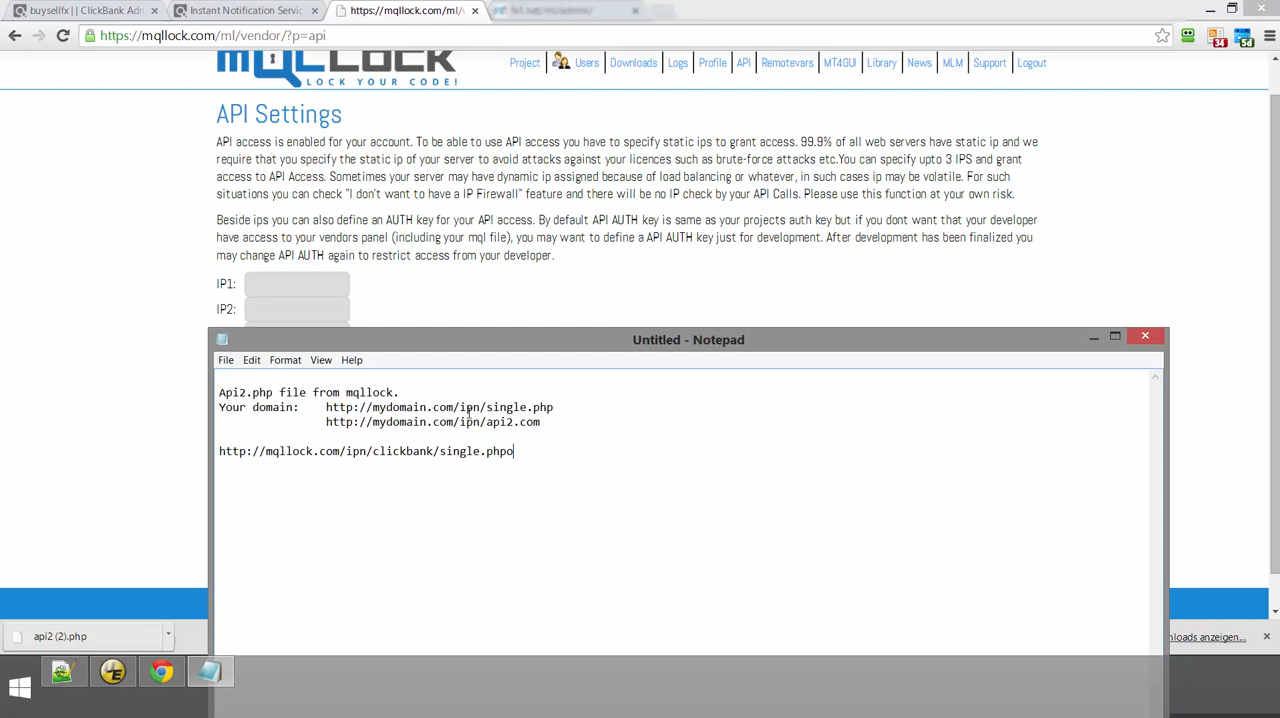 buysellfx | | ClickBank Adn
Instant Notification Servic
https://mqllock.com/ml/v
https://mqllock.com/ml/vendor/?p=api
34
5d
MQLLOCK
LOCK YOUR CODE!
Project Users Downloads Logs Profile API Remotevars MT4GUI Library News MLM Support Logout
API Settings
API access is enabled for your account. To be able to use API access you have to specify static ips to grant access. 99.9% of all web servers have static ip and we
require that you specify the static ip of your server to avoid attacks against your licences such as brute-force attacks etc.You can specify upto 3 IPS and grant
access to API Access. Sometimes your server may have dynamic ip assigned because of load balancing or whatever, in such cases ip may be volatile. For such
situations you can check "I don't want to have a IP Firewall" feature and there will be no IP check by your API Calls. Please use this function at your own risk.
Beside ips you can also define an AUTH key for your API access. By default API AUTH key is same as your projects auth key but if you dont want that your developer
have access to your vendors panel (including your mql file), you may want to define a API AUTH key just for development. After development has been finalized you
may change API AUTH again to restrict access from your developer.
IP1:
IP2:
Untitled - Notepad
File Edit Format View Help
Api2.php file from mqllock.
Your domain: http://mydomain.com/ipn/single.php
http://mydomain.com/ipn/api2.com
http://mqllock.com/ipn/clickbank/single.phpo
api2 (2).php
nloads anzeigen...